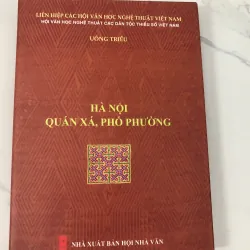 LIÊN HIỆP CÁC HỘI VĂN HỌC NGHỆ THUẬT VIỆT NAM
HỘI VĂN HỌC NGHỆ THUẬT CÁC DÂN TỘC THIỂU SỐ VIỆT NAM
UÔNG TRIỀU
HÀ NỘI
QUÁN XÁ, PHỐ PHƯỜNG
NHÀ XUẤT BẢN HỘI NHÀ VĂN